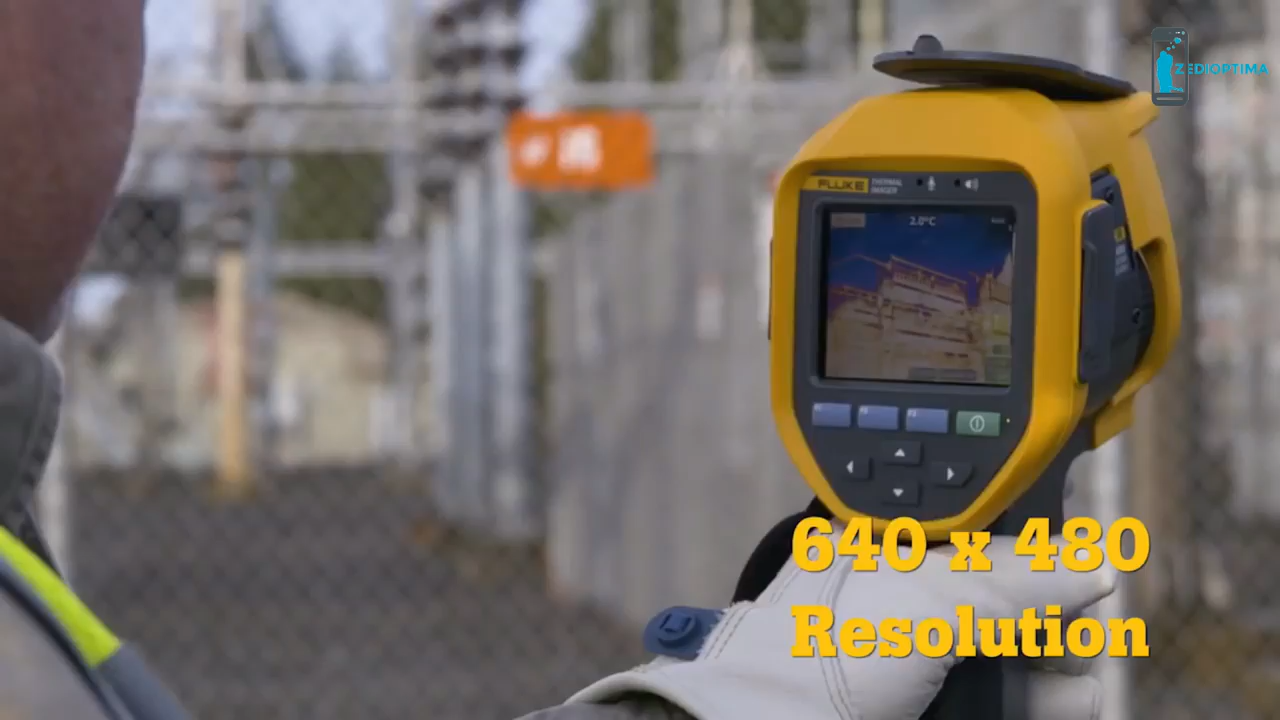 ZEDIOPTIMA
FLUKE
THERMAL
IMAGER
2.0°C
F1
F2
F3
640 x 480
Resolution